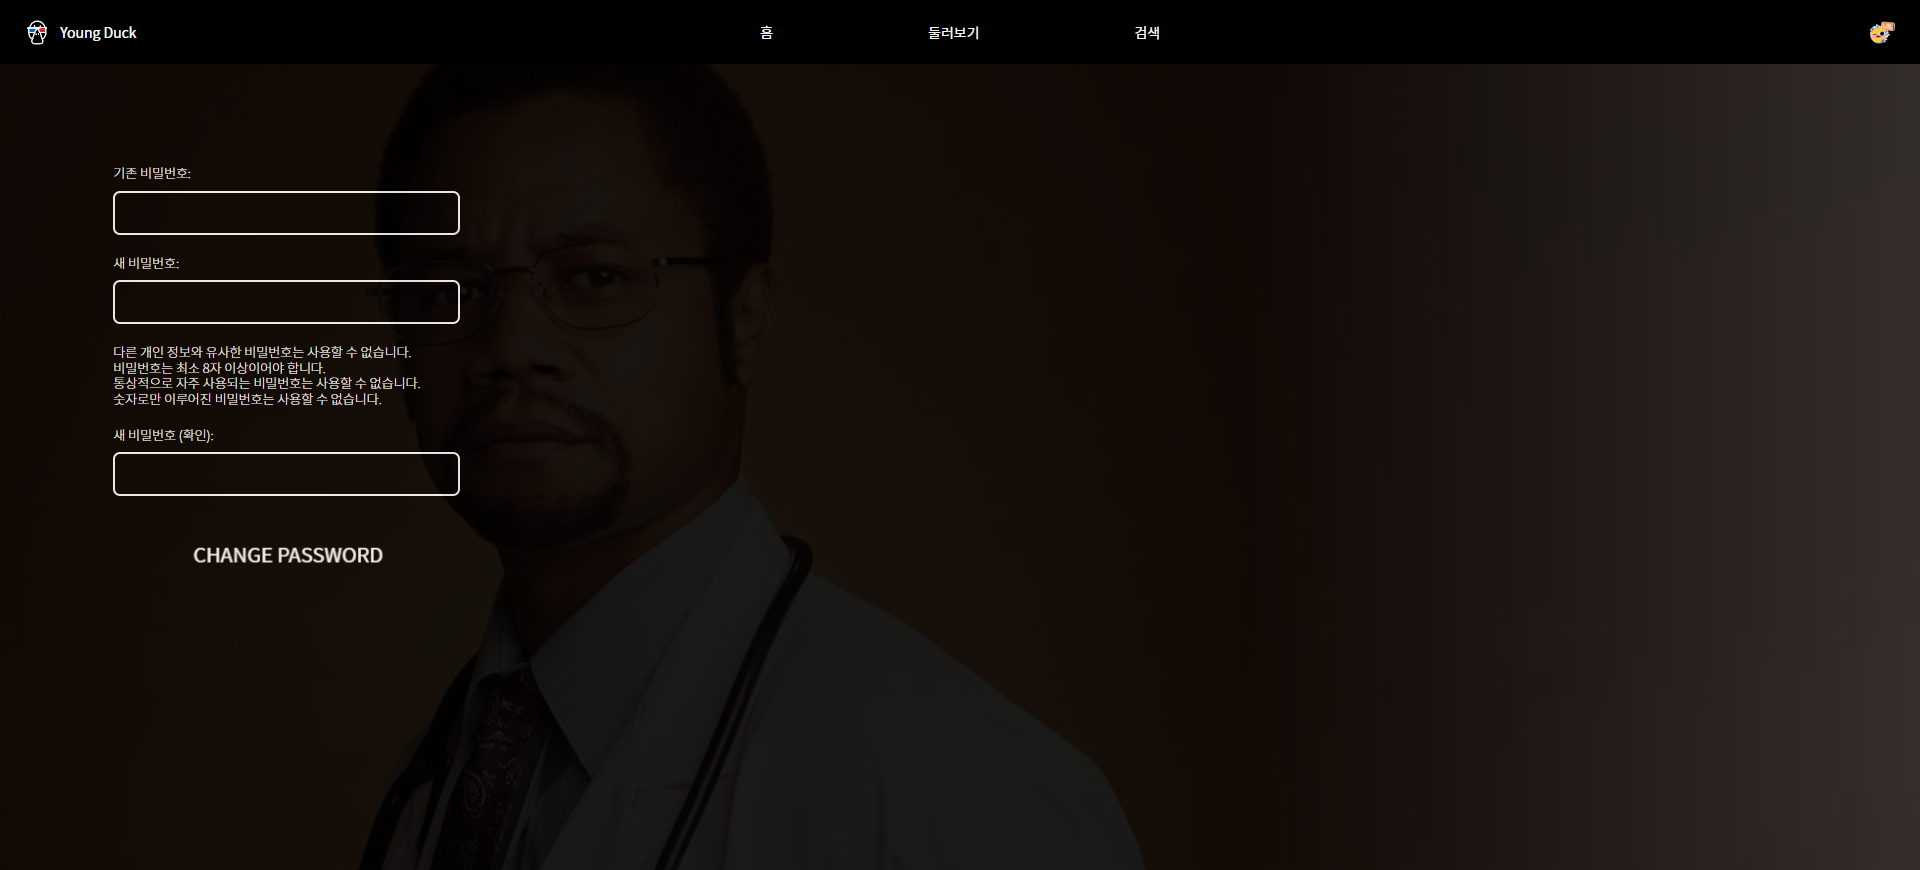 Young Duck
홈
둘러보기
검색
기존 비밀번호:
새 비밀번호:
다른 개인 정보와 유사한 비밀번호는 사용할 수 없습니다.
비밀번호는 최소 8자 이상이어야 합니다.
통상적으로 자주 사용되는 비밀번호는 사용할 수 없습니다.
숫자로만 이루어진 비밀번호는 사용할 수 없습니다.
새 비밀번호 (확인):
CHANGE PASSWORD